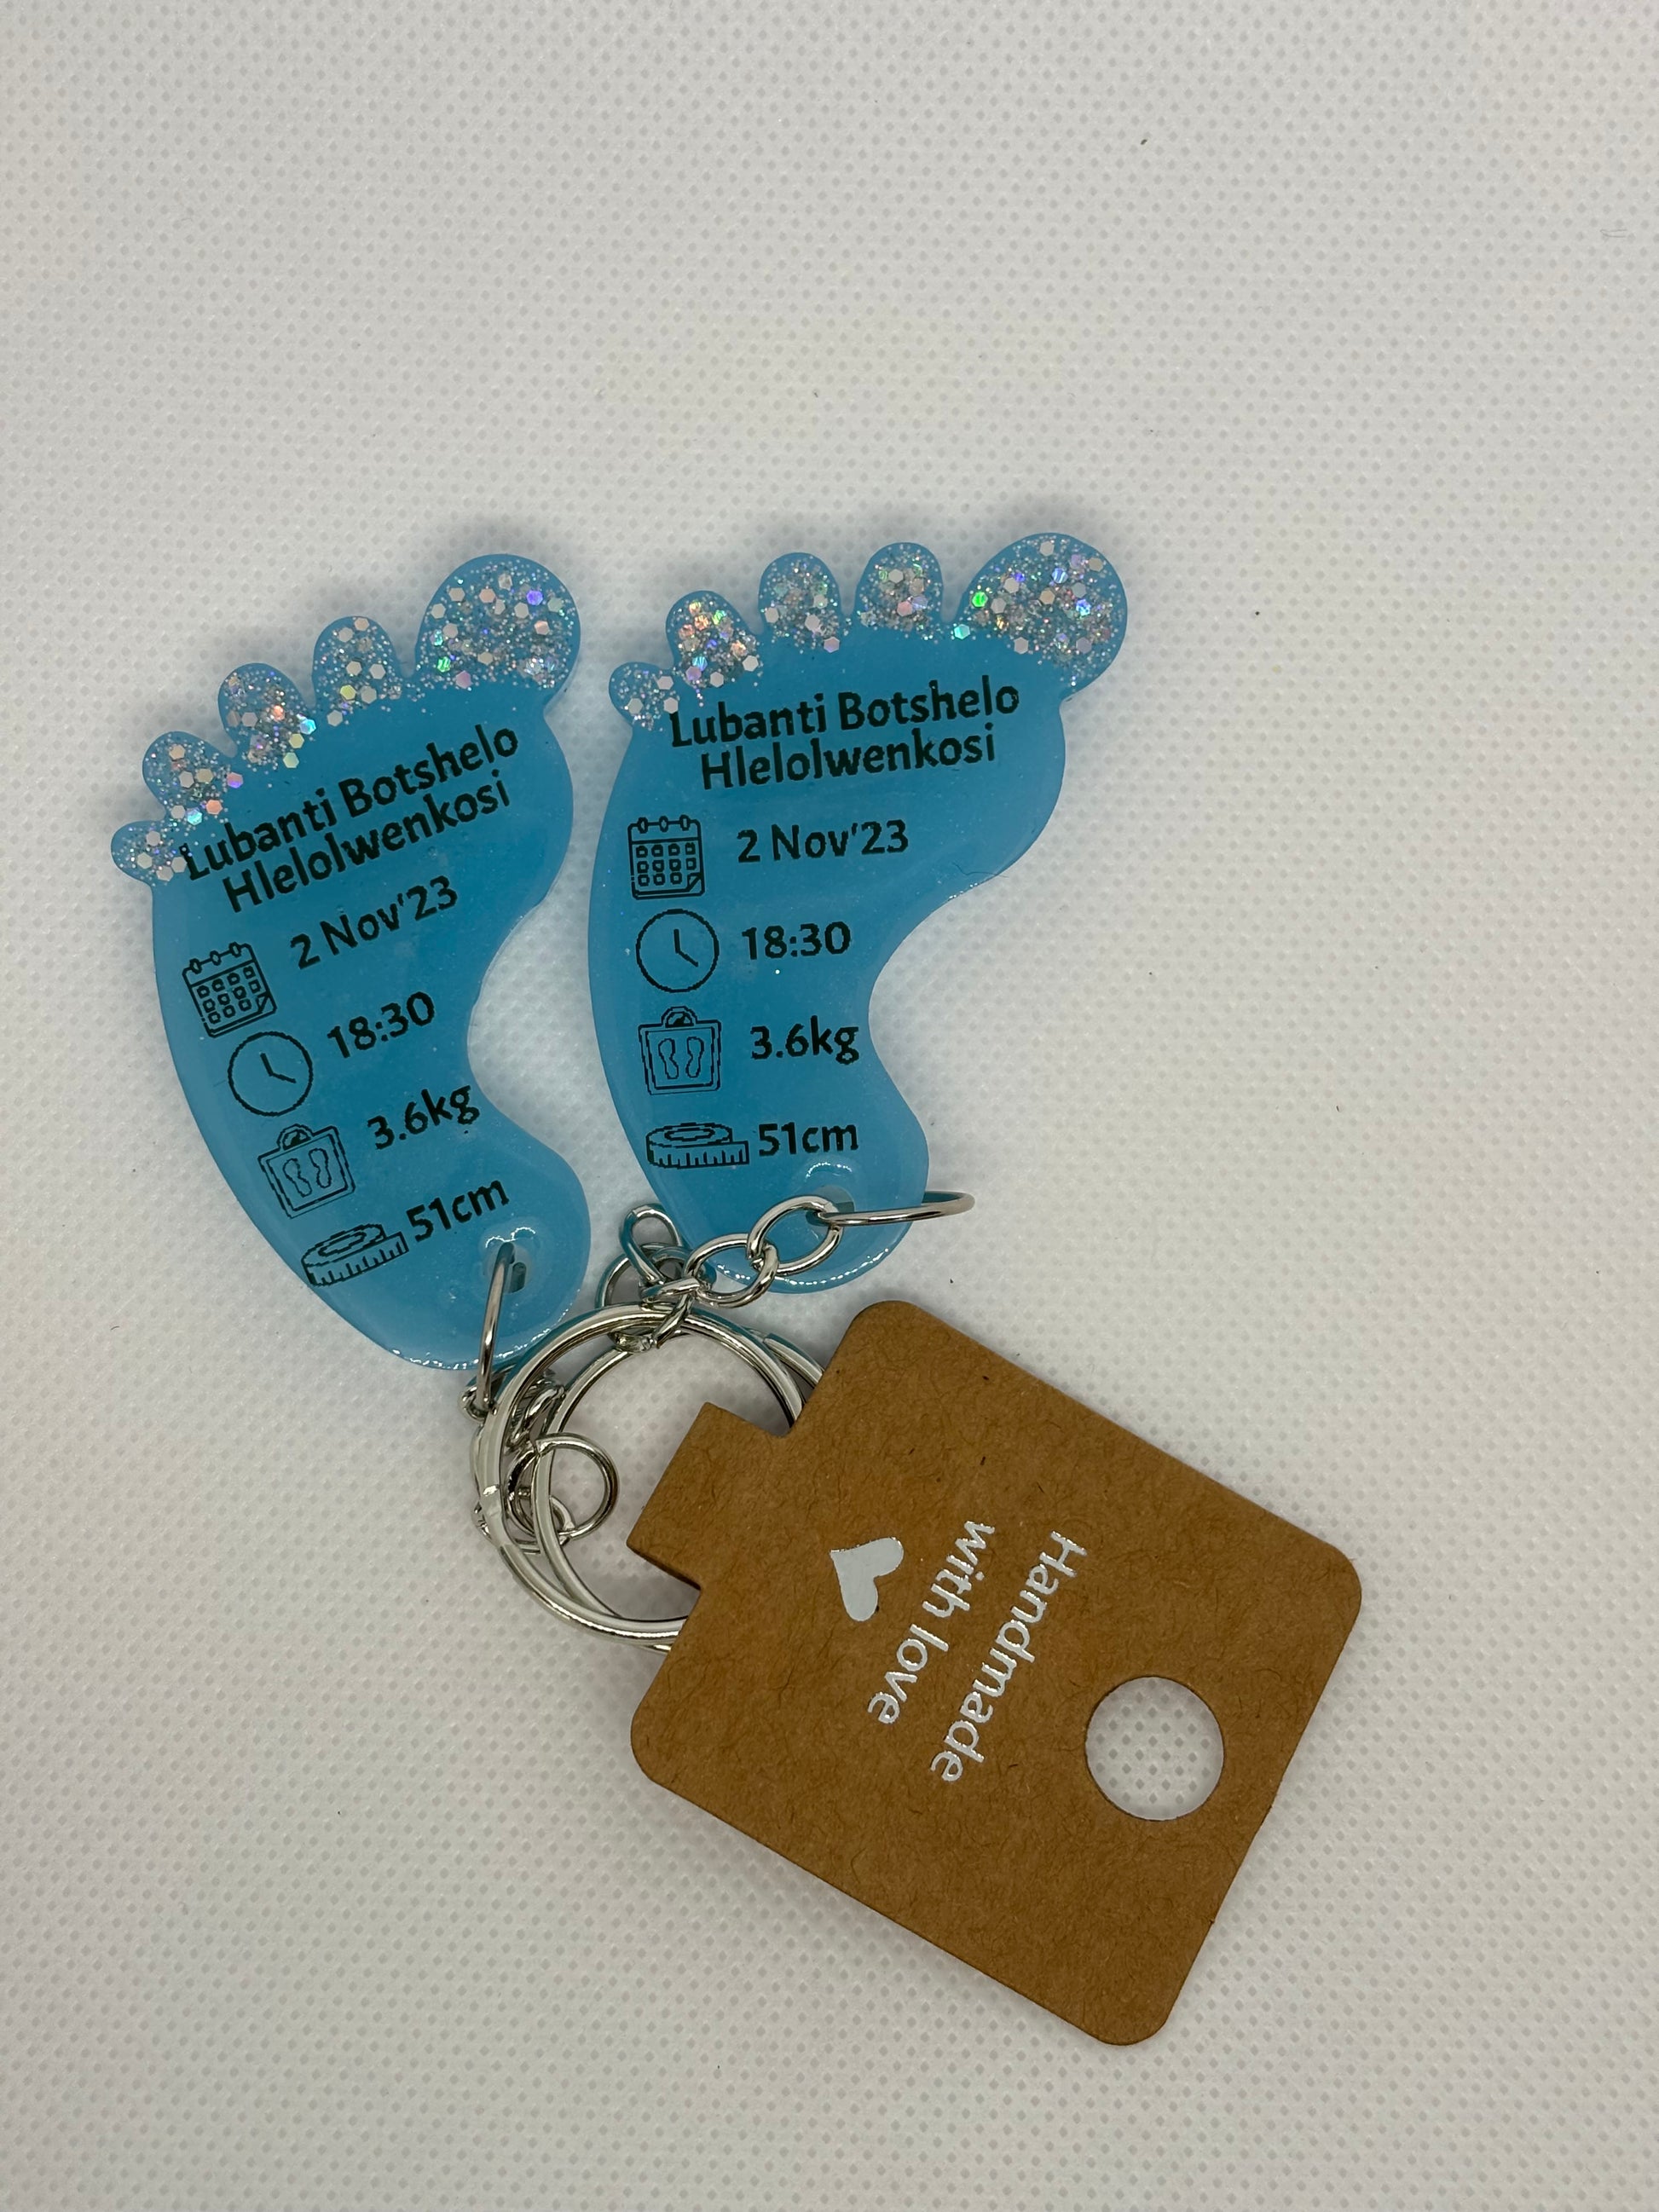 Lubanti Botshelo
Hlelolwenkosi
2 Nov'23
18:30
3.6kg
51cm
Lubanti Botshelo
Hlelolwenkosi
2 Nov'23
18:30
3.6kg
51cm
Handmade
with love